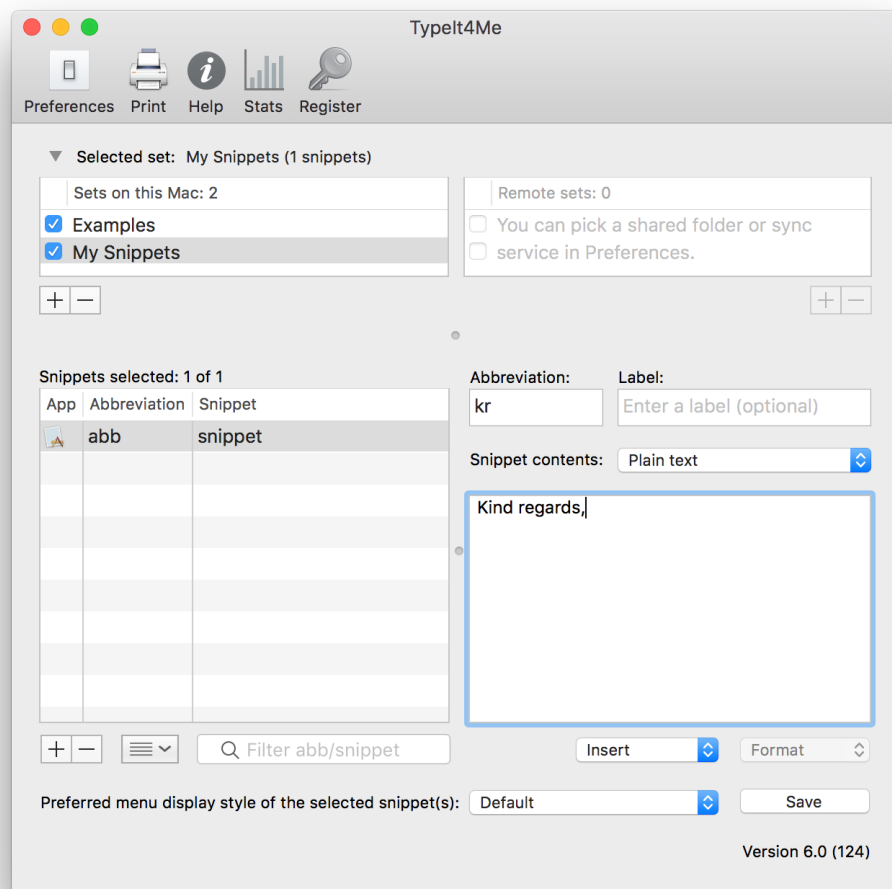 TypeIt4Me
Preferences Print Help Stats Register
Selected set: My Snippets (1 snippets)
Sets on this Mac: 2
Examples
My Snippets
Remote sets: 0
You can pick a shared folder or sync
service in Preferences.
Snippets selected: 1 of 1
App Abbreviation Snippet
abb snippet
Abbreviation: Label:
kr Enter a label (optional)
Snippet contents: Plain text
Kind regards,
Filter abb/snippet
Insert Format
Preferred menu display style of the selected snippet(s): Default Save
Version 6.0 (124)